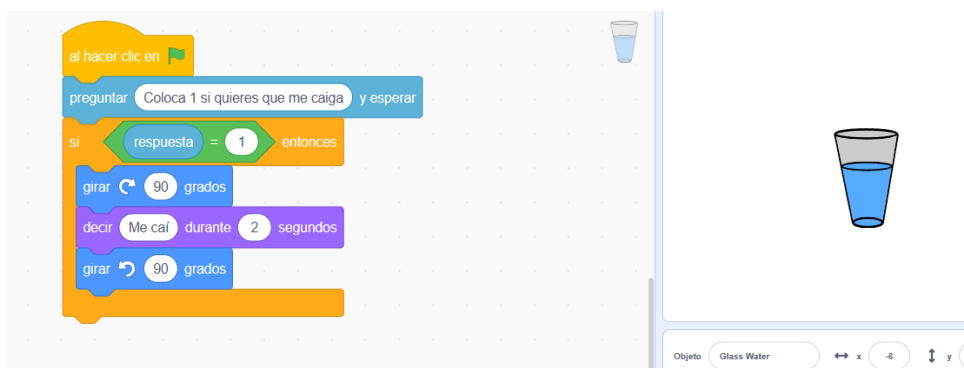 al hacer clic en
preguntar Coloca 1 si quieres que me caiga y esperar
si respuesta = 1 entonces
girar 90 grados
decir Me caí durante 2 segundos
girar 90 grados
Objeto Glass Water x -6 y